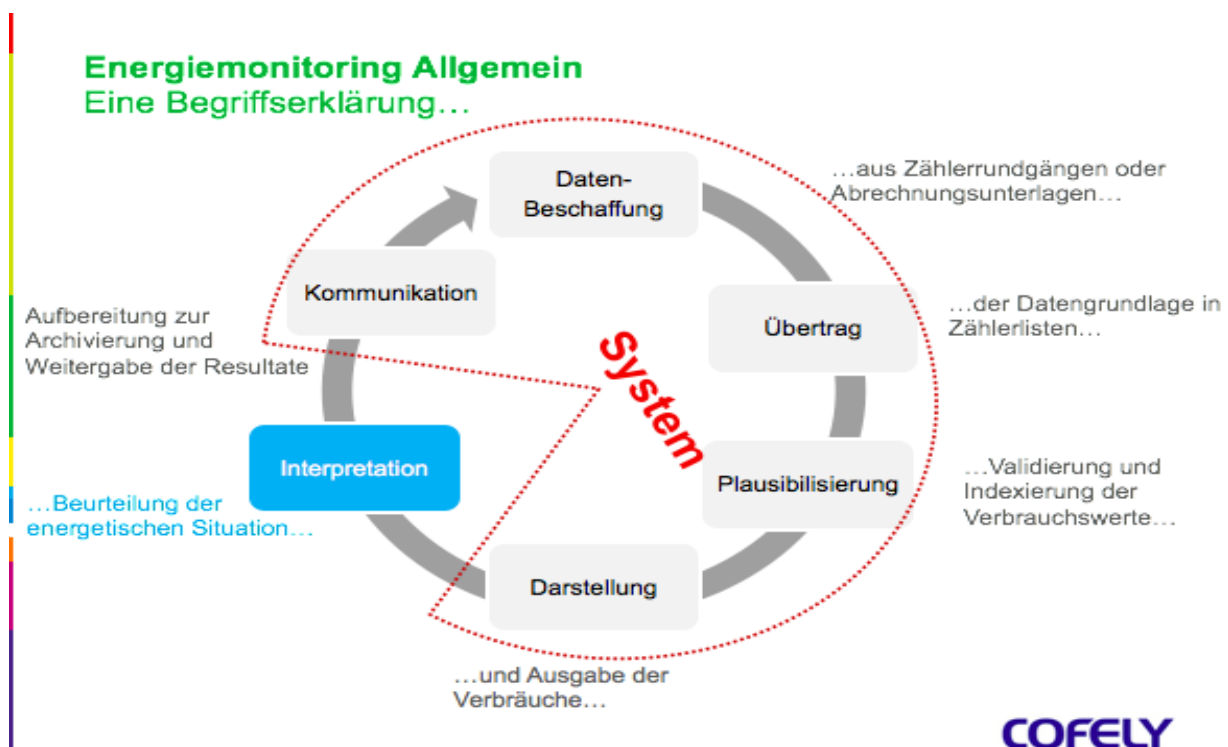 Energiemonitoring Allgemein
Eine Begriffserklärung…
Daten-
Beschaffung
…aus Zählerrundgängen oder
Abrechnungsunterlagen…
Kommunikation
Übertrag
…der Datengrundlage in
Zählerlisten…
Aufbereitung zur
Archivierung und
Weitergabe der Resultate
System
Interpretation
Plausibilisierung
…Validierung und
Indexierung der
Verbrauchswerte…
…Beurteilung der
energetischen Situation…
Darstellung
…und Ausgabe der
Verbräuche…
COFELY